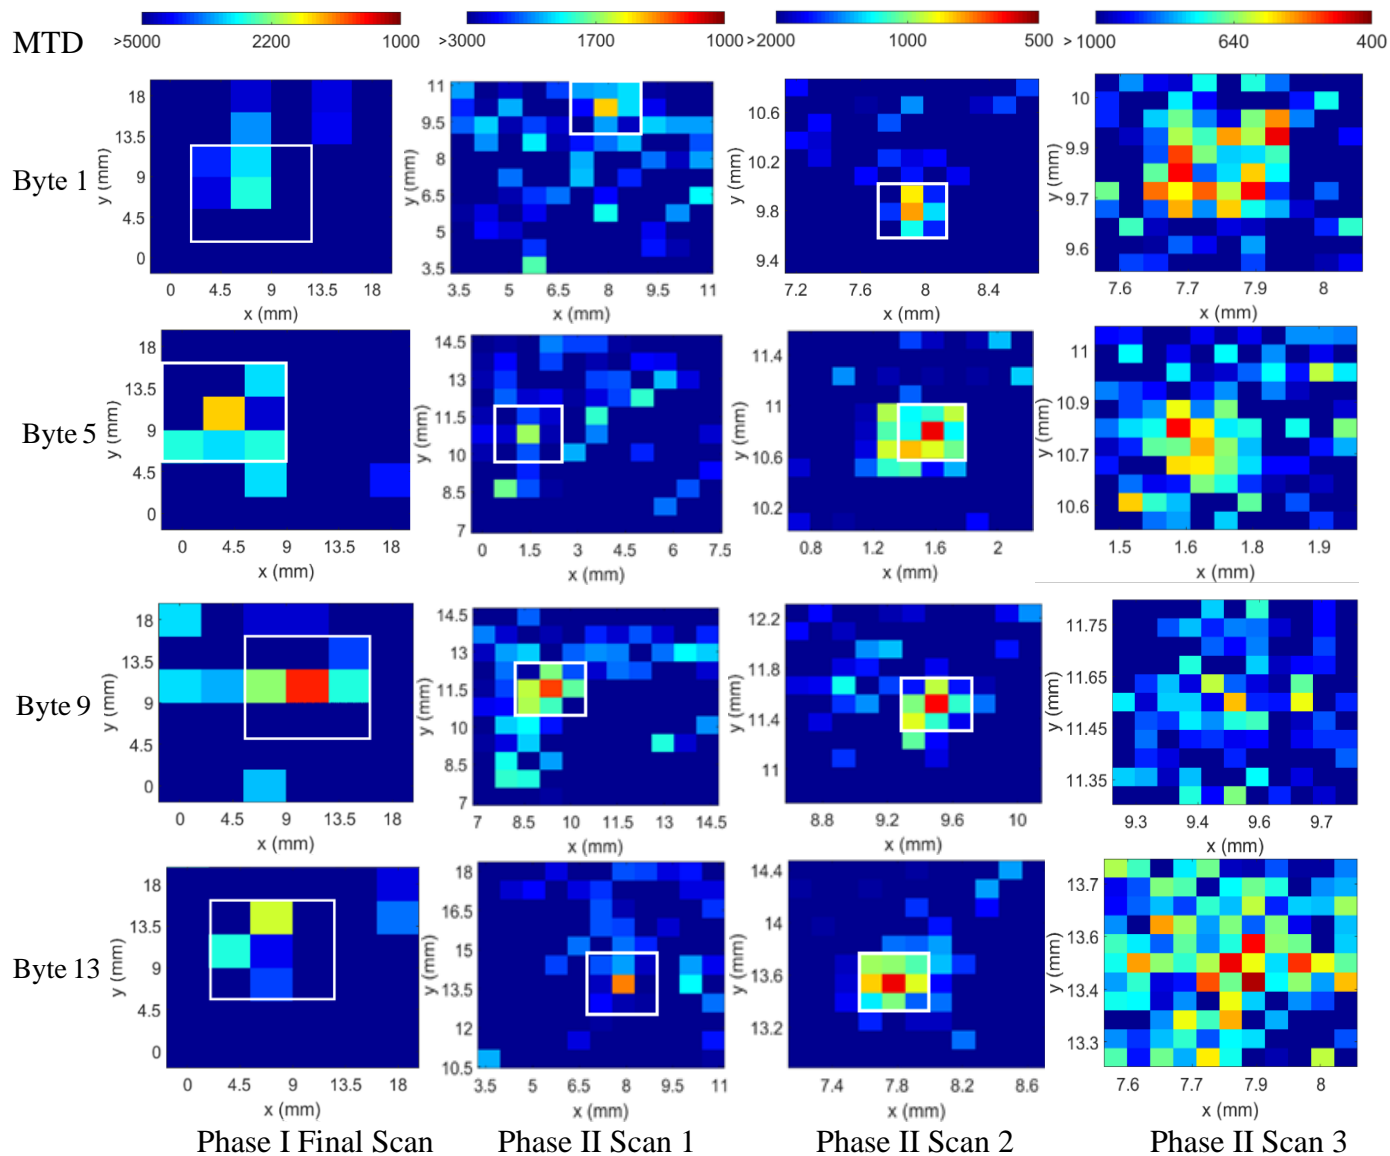 MTD
>5000 2200 1000 >3000 1700 1000 >2000 1000 500 > 1000 640 400
Byte 1
y (mm) 18 13.5 9 4.5 0
0 4.5 9 13.5 18
x (mm)
y (mm) 11 9.5 8 6.5 5 3.5
3.5 5 6.5 8 9.5 11
x (mm)
y (mm) 10.6 10.2 9.8 9.4
7.2 7.6 8 8.4
x (mm)
y (mm) 10 9.9 9.7 9.6
7.6 7.7 7.9 8
x (mm)
Byte 5
y (mm) 18 13.5 9 4.5 0
0 4.5 9 13.5 18
x (mm)
y (mm) 14.5 13 11.5 10 8.5 7
0 1.5 3 4.5 6 7.5
x (mm)
y (mm) 11.4 11 10.6 10.2
0.8 1.2 1.6 2
x (mm)
y (mm) 11 10.9 10.7 10.6
1.5 1.6 1.8 1.9
x (mm)
Byte 9
y (mm) 18 13.5 9 4.5 0
0 4.5 9 13.5 18
x (mm)
y (mm) 14.5 13 11.5 10 8.5 7
7 8.5 10 11.5 13 14.5
x (mm)
y (mm) 12.2 11.8 11.4 11
8.8 9.2 9.6 10
x (mm)
y (mm) 11.75 11.65 11.45 11.35
9.3 9.4 9.6 9.7
x (mm)
Byte 13
y (mm) 18 13.5 9 4.5 0
0 4.5 9 13.5 18
x (mm)
y (mm) 18 16.5 15 13.5 12 10.5
3.5 5 6.5 8 9.5 11
x (mm)
y (mm) 14.4 14 13.6 13.2
7.4 7.8 8.2 8.6
x (mm)
y (mm) 13.7 13.6 13.4 13.3
7.6 7.7 7.9 8
x (mm)
Phase I Final Scan Phase II Scan 1 Phase II Scan 2 Phase II Scan 3